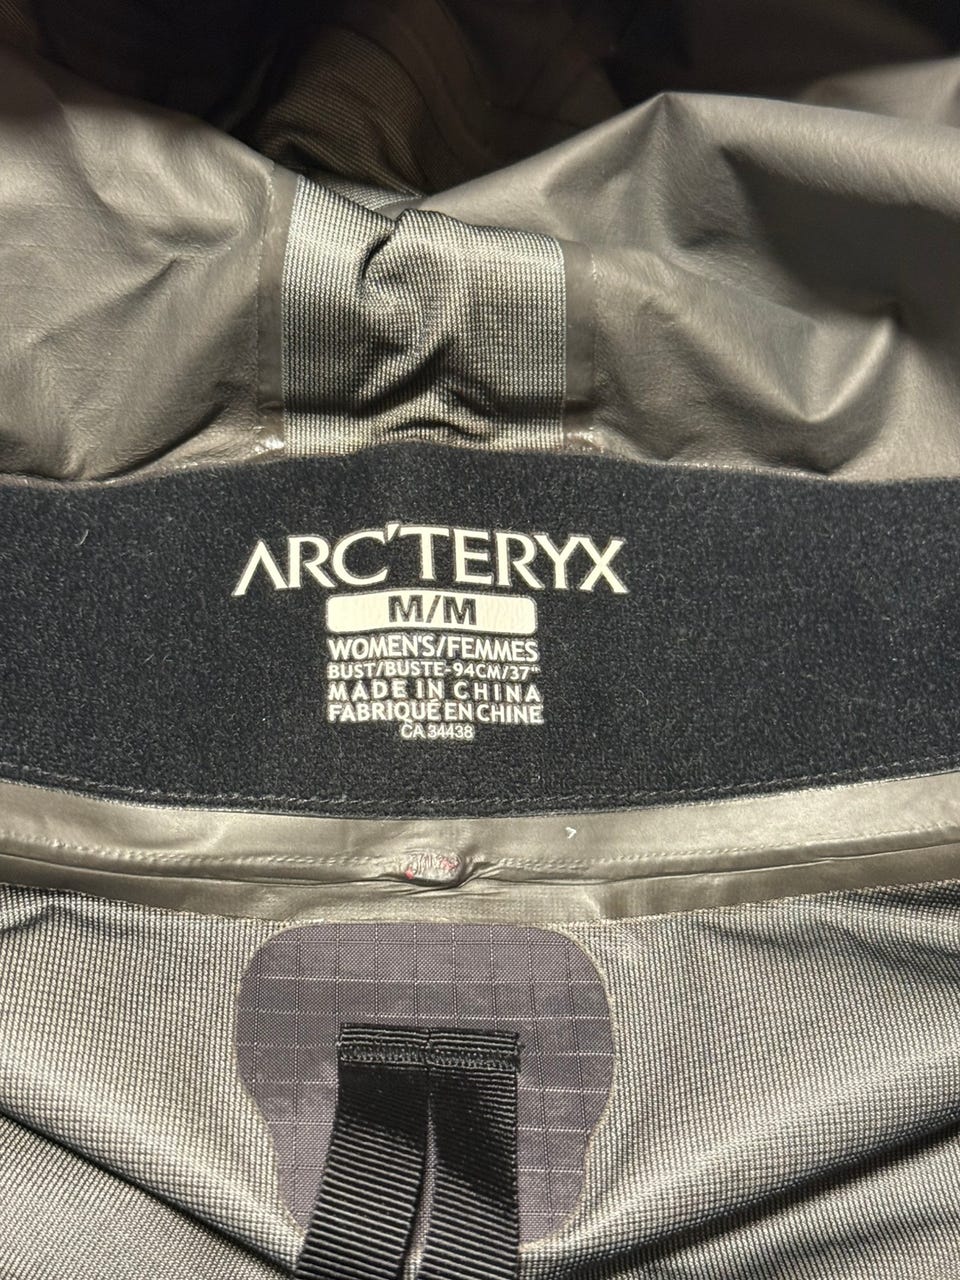 ARC'TERYX
M/M
WOMEN'S/FEMMES
BUST/BUSTE-94CM/37"
MADE IN CHINA
FABRIQUÉ EN CHINE
CA 34438